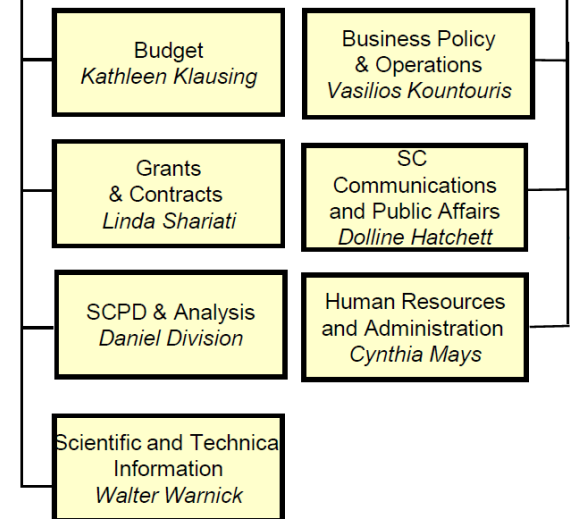 Budget
Kathleen Klausing
Business Policy
& Operations
Vasilios Kountouris
Grants
& Contracts
Linda Shariati
SC
Communications
and Public Affairs
Dolline Hatchett
SCPD & Analysis
Daniel Division
Human Resources
and Administration
Cynthia Mays
Scientific and Technica
Information
Walter Warnick